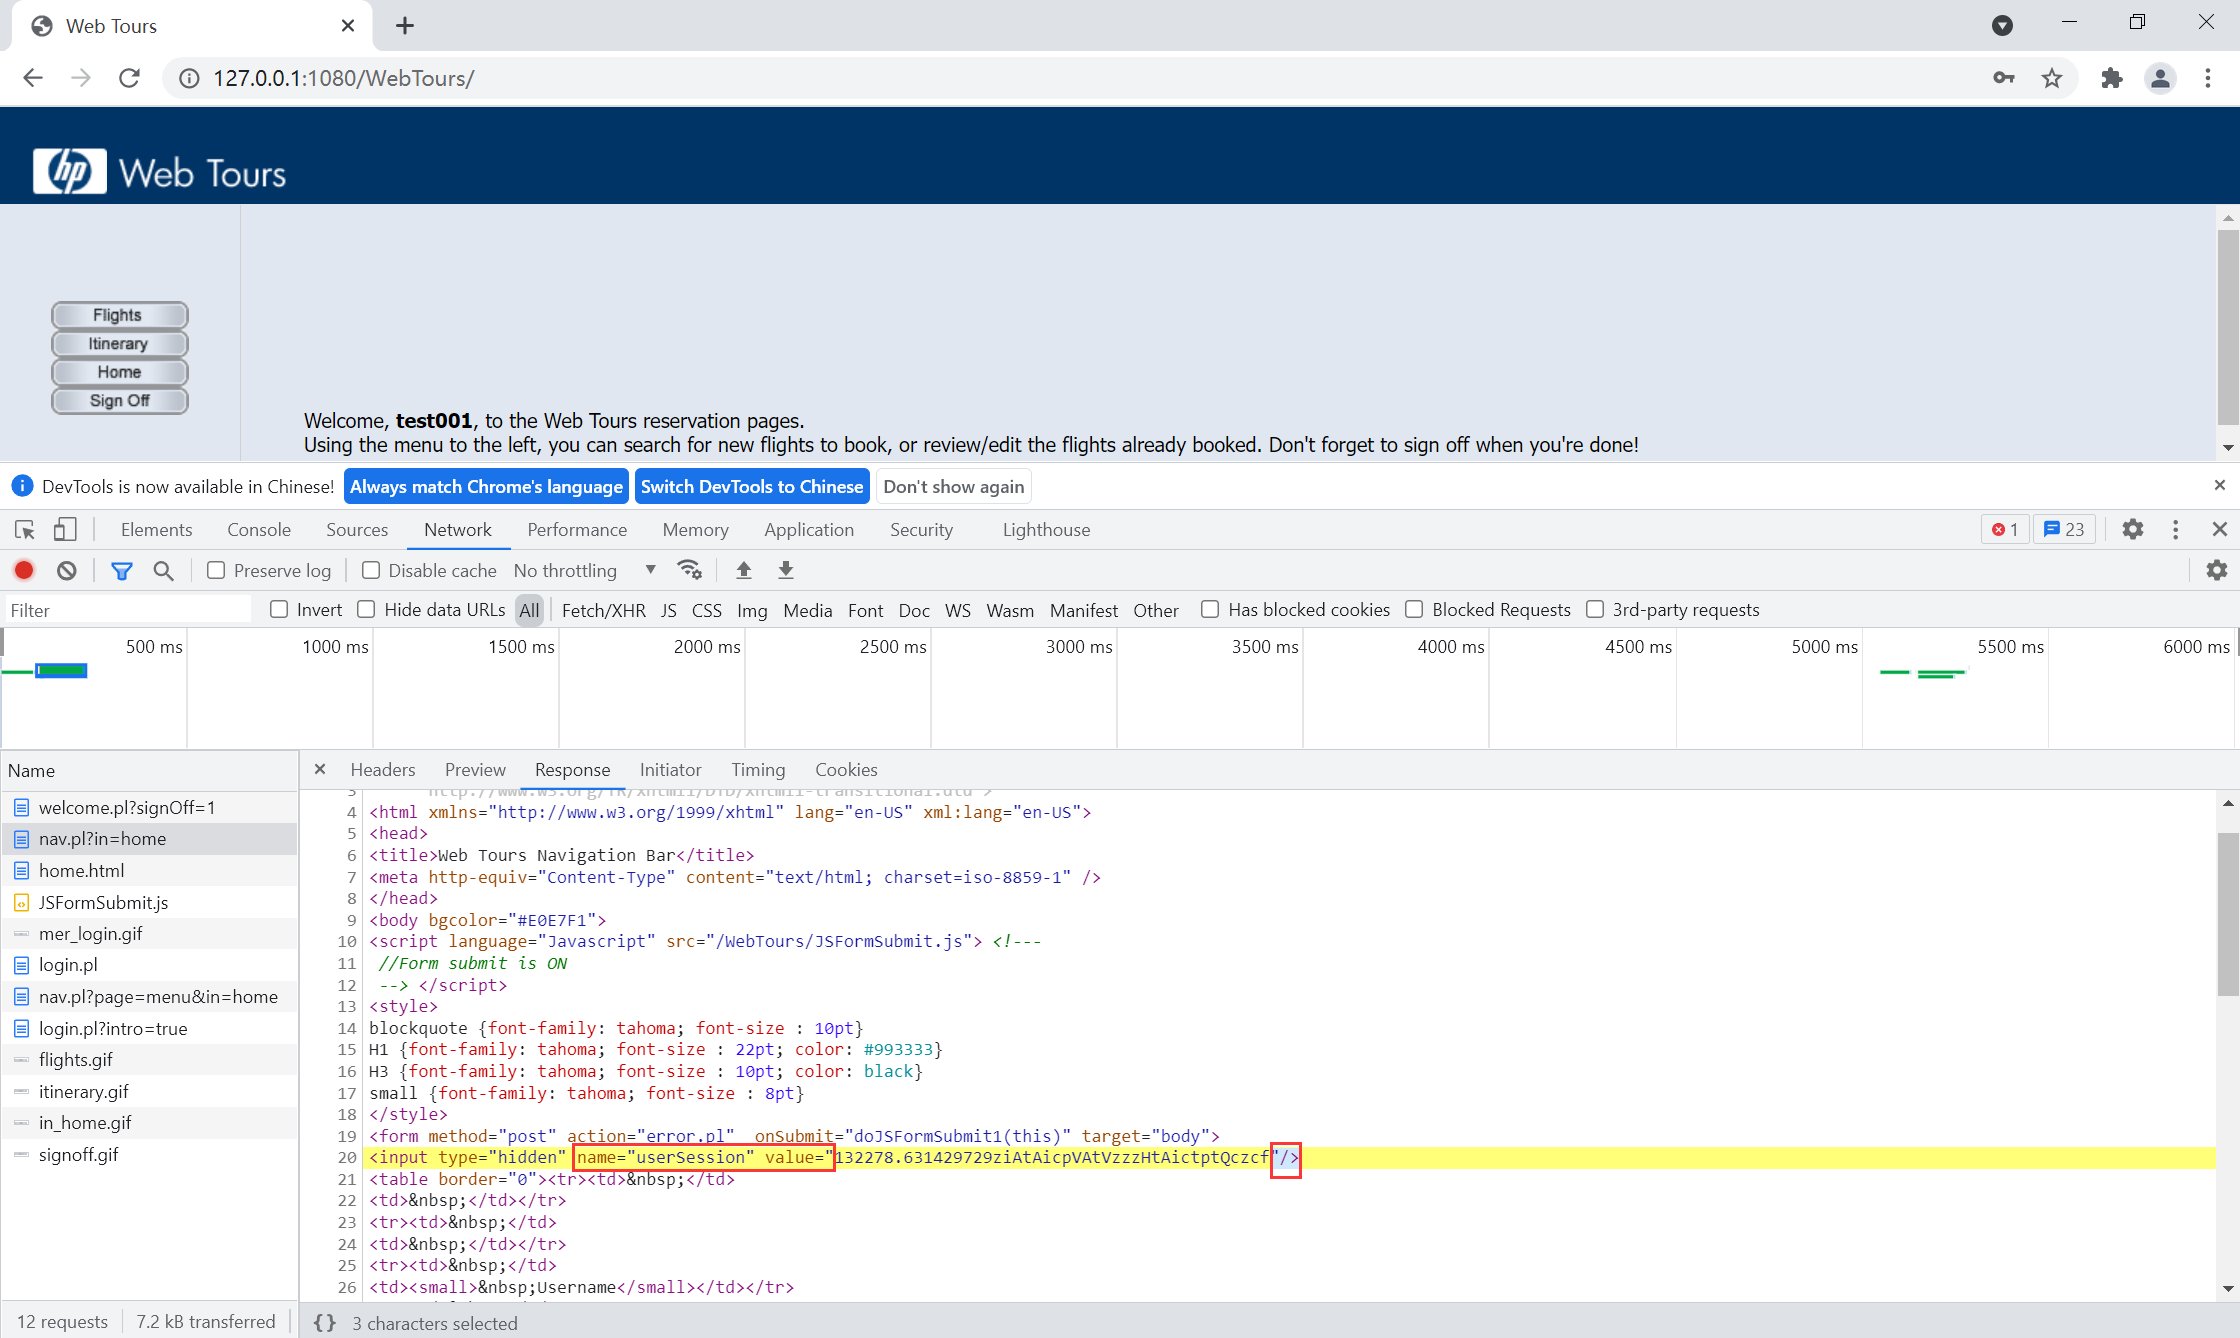 Web Tours
127.0.0.1:1080/WebTours/
hp Web Tours
Flights
Itinerary
Home
Sign Off
Welcome, test001, to the Web Tours reservation pages.
Using the menu to the left, you can search for new flights to book, or review/edit the flights already booked. Don't forget to sign off when you're done!
DevTools is now available in Chinese! Always match Chrome's language Switch DevTools to Chinese Don't show again
Elements Console Sources Network Performance Memory Application Security Lighthouse 1 23
Preserve log Disable cache No throttling
Filter Invert Hide data URLs All Fetch/XHR JS CSS Img Media Font Doc WS Wasm Manifest Other Has blocked cookies Blocked Requests 3rd-party requests
500 ms 1000 ms 1500 ms 2000 ms 2500 ms 3000 ms 3500 ms 4000 ms 4500 ms 5000 ms 5500 ms 6000 ms
Name
welcome.pl?signOff=1
nav.pl?in=home
home.html
JSFormSubmit.js
mer_login.gif
login.pl
nav.pl?page=menu&in=home
login.pl?intro=true
flights.gif
itinerary.gif
in_home.gif
signoff.gif
12 requests 7.2 kB transferred
Headers Preview Response Initiator Timing Cookies
3 http://www.w3.org/TR/xhtml1/DTD/xhtml1-transitional.dtd">
4 <html xmlns="http://www.w3.org/1999/xhtml" lang="en-US" xml:lang="en-US">
5 <head>
6 <title>Web Tours Navigation Bar</title>
7 <meta http-equiv="Content-Type" content="text/html; charset=iso-8859-1" />
8 </head>
9 <body bgcolor="#E0E7F1">
10 <script language="Javascript" src="/WebTours/JSFormSubmit.js"> <!---
11 //Form submit is ON
12 --> </script>
13 <style>
14 blockquote {font-family: tahoma; font-size : 10pt}
15 H1 {font-family: tahoma; font-size : 22pt; color: #993333}
16 H3 {font-family: tahoma; font-size : 10pt; color: black}
17 small {font-family: tahoma; font-size : 8pt}
18 </style>
19 <form method="post" action="error.pl" onSubmit="doJSFormSubmit1(this)" target="body">
20 <input type="hidden" name="userSession" value="132278.631429729ziAtAicpVAtVzzzHtAictptQczcf"/>
21 <table border="0"><tr><td>&nbsp;</td>
22 <td>&nbsp;</td></tr>
23 <tr><td>&nbsp;</td>
24 <td>&nbsp;</td></tr>
25 <tr><td>&nbsp;</td>
26 <td><small>&nbsp;Username</small></td></tr>
{} 3 characters selected